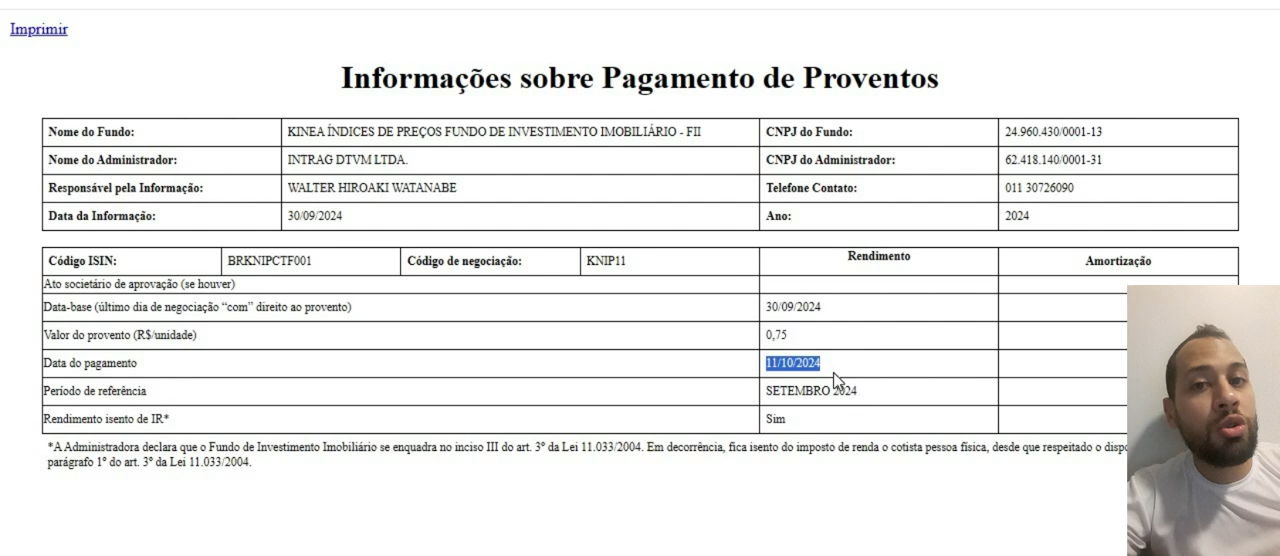 Imprimir
Informações sobre Pagamento de Proventos
Nome do Fundo: KINEA ÍNDICES DE PREÇOS FUNDO DE INVESTIMENTO IMOBILIÁRIO - FII CNPJ do Fundo: 24.960.430/0001-13
Nome do Administrador: INTRAG DTVM LTDA. CNPJ do Administrador: 62.418.140/0001-31
Responsável pela Informação: WALTER HIROAKI WATANABE Telefone Contato: 011 30726090
Data da Informação: 30/09/2024 Ano: 2024
Código ISIN: BRKNIPCTF001 Código de negociação: KNIP11 Rendimento Amortização
Ato societário de aprovação (se houver)
Data-base (último dia de negociação “com” direito ao provento) 30/09/2024
Valor do provento (R$/unidade) 0,75
Data do pagamento 11/10/2024
Período de referência SETEMBRO 2024
Rendimento isento de IR* Sim
*A Administradora declara que o Fundo de Investimento Imobiliário se enquadra no inciso III do art. 3º da Lei 11.033/2004. Em decorrência, fica isento do imposto de renda o cotista pessoa física, desde que respeitado o
parágrafo 1º do art. 3º da Lei 11.033/2004.